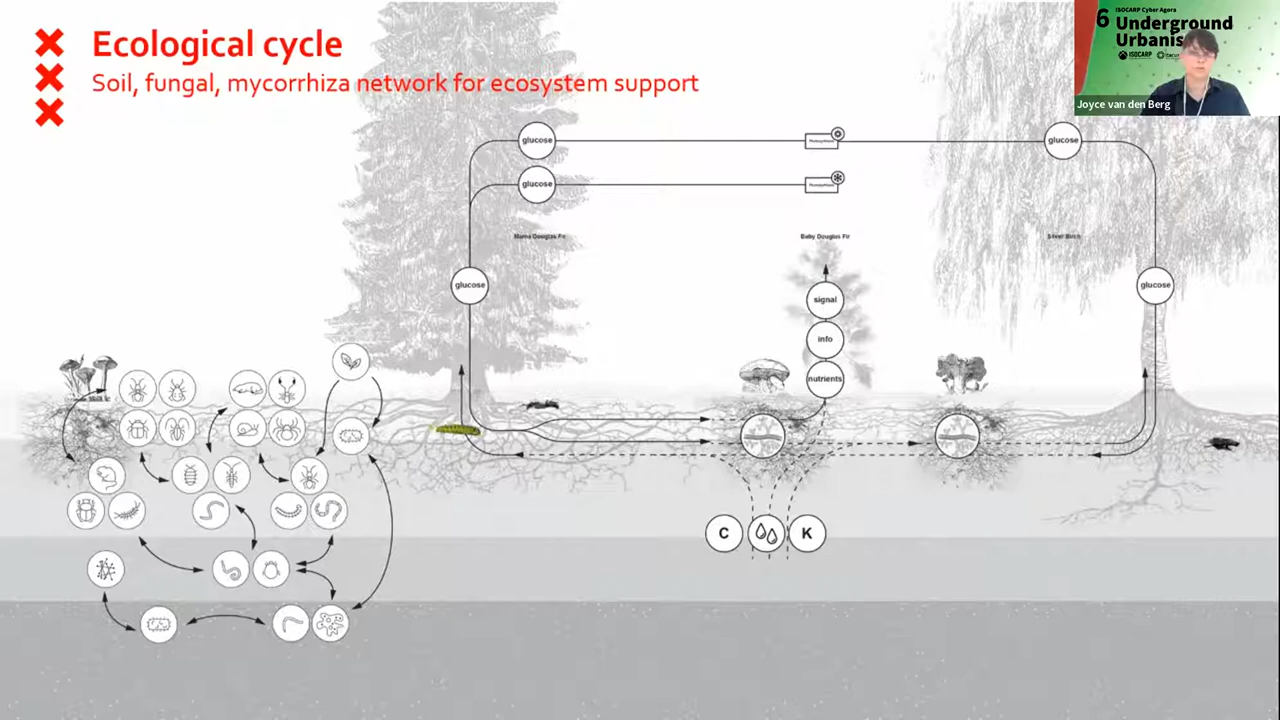 Ecological cycle
Soil, fungal, mycorrhiza network for ecosystem support
6
ISOCARP Cyber Agora
Underground
Urbanis
ISOCARP
Joyce van den Berg
glucose
glucose
glucose
Mama Douglas Fir
Baby Douglas Fir
Silver Birch
glucose
glucose
signal
info
nutrients
C
K